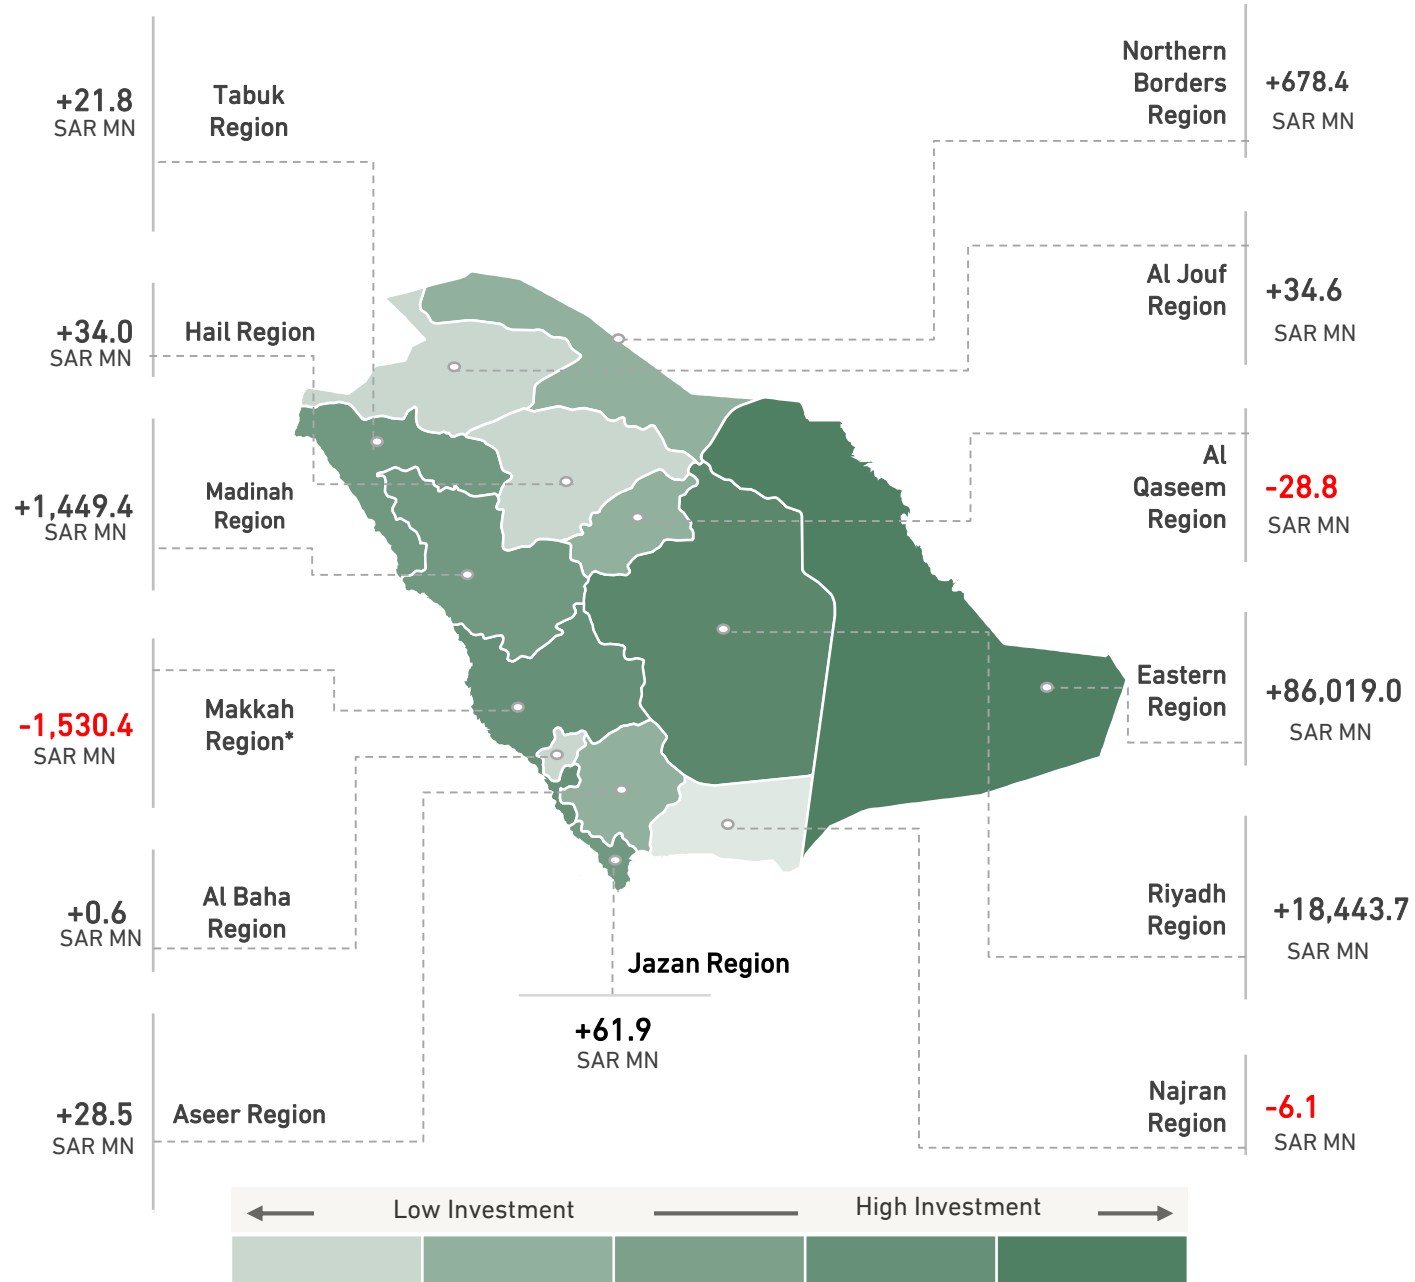 +21.8
SAR MN
Tabuk
Region
+34.0
SAR MN
Hail Region
+1,449.4
SAR MN
Madinah
Region
-1,530.4
SAR MN
Makkah
Region*
+0.6
SAR MN
Al Baha
Region
+28.5
SAR MN
Aseer Region
Jazan Region
+61.9
SAR MN
Northern
Borders
Region
+678.4
SAR MN
Al Jouf
Region
+34.6
SAR MN
Al
Qaseem
Region
-28.8
SAR MN
Eastern
Region
+86,019.0
SAR MN
Riyadh
Region
+18,443.7
SAR MN
Najran
Region
-6.1
SAR MN
Low Investment
High Investment